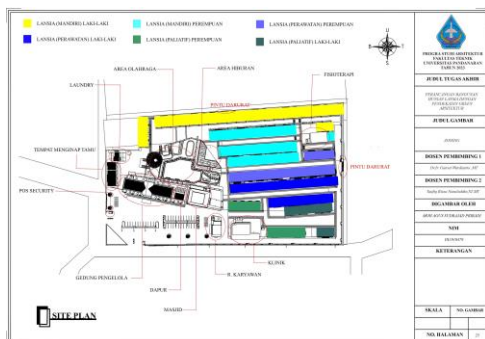 LANSIA (MANDIRI) LAKI-LAKI
LANSIA (MANDIRI) PEREMPUAN
LANSIA (PERAWATAN) PEREMPUAN
LANSIA (PERAWATAN) LAKI-LAKI
LANSIA (PALIATIF) PEREMPUAN
LANSIA (PALIATIF) LAKI-LAKI
AREA OLAHRAGA
AREA HIBURAN
FISIOTERAPI
LAUNDRY
PINTU DARURAT
TEMPAT MENGINAP TAMU
PINTU DARURAT
POS SECURITY
GEDUNG PENGELOLA
KLINIK
DAPUR
R. KARYAWAN
MASJID
SITE PLAN
PROGRA STUDI ARSITEKTUR
FAKULTAS TEKNIK
UNIVERSITAS PANDANARAN
JUDUL TUGAS AKHIR
JUDUL GAMBAR
DOSEN PEMBIMBING 1
DOSEN PEMBIMBING 2
DIGAMBAR OLEH
NIM
KETERANGAN
SKALA
NO. GAMBAR
NO. HALAMAN